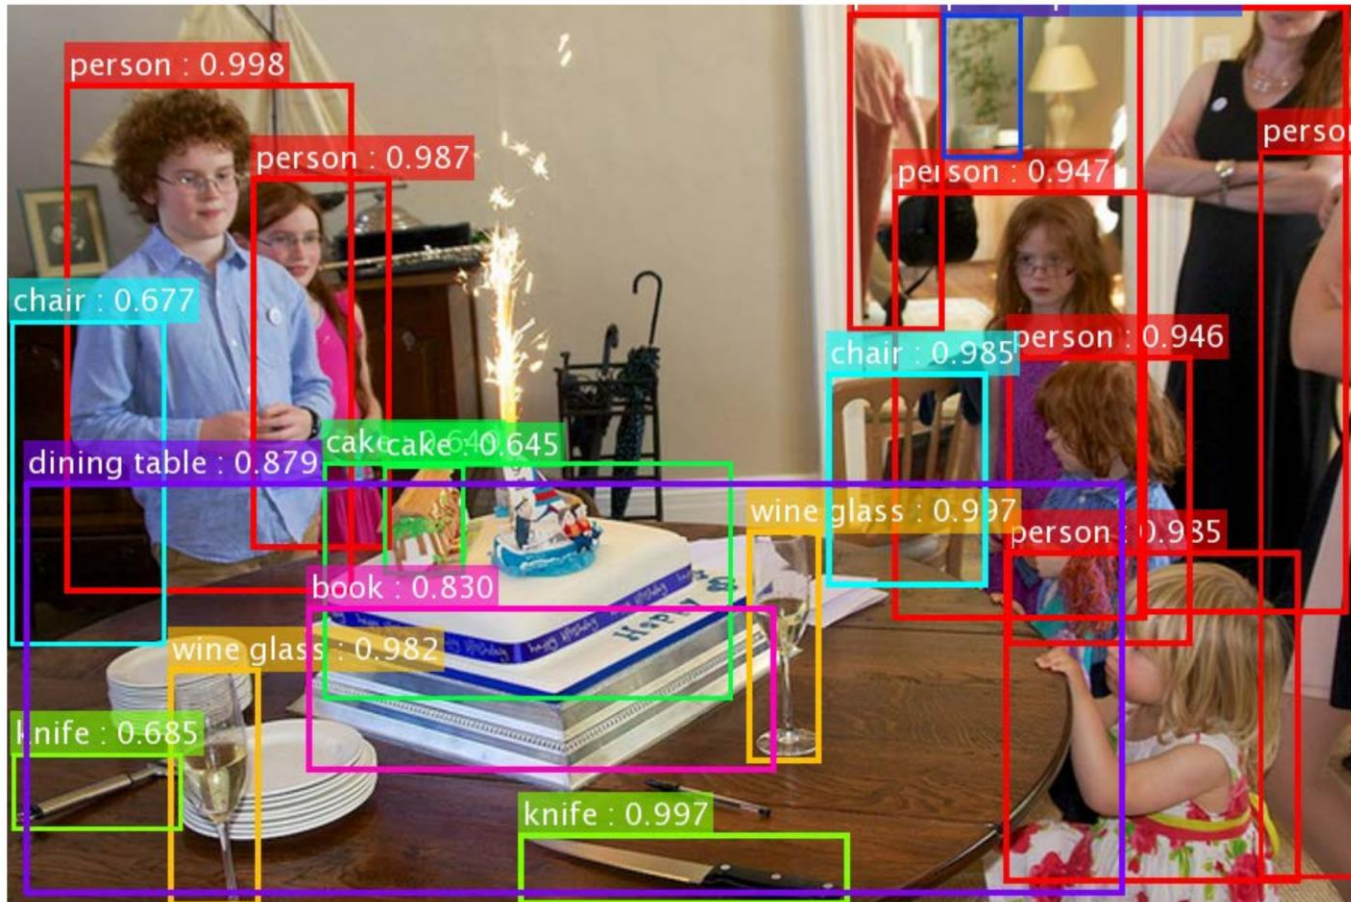 person : 0.998
person : 0.987
person : 0.947
chair : 0.677
person : 0.946
chair : 0.985
cake : 0.645
dining table : 0.879
wine glass : 0.997
person : 0.985
book : 0.830
Happy
wine glass : 0.982
knife : 0.685
knife : 0.997